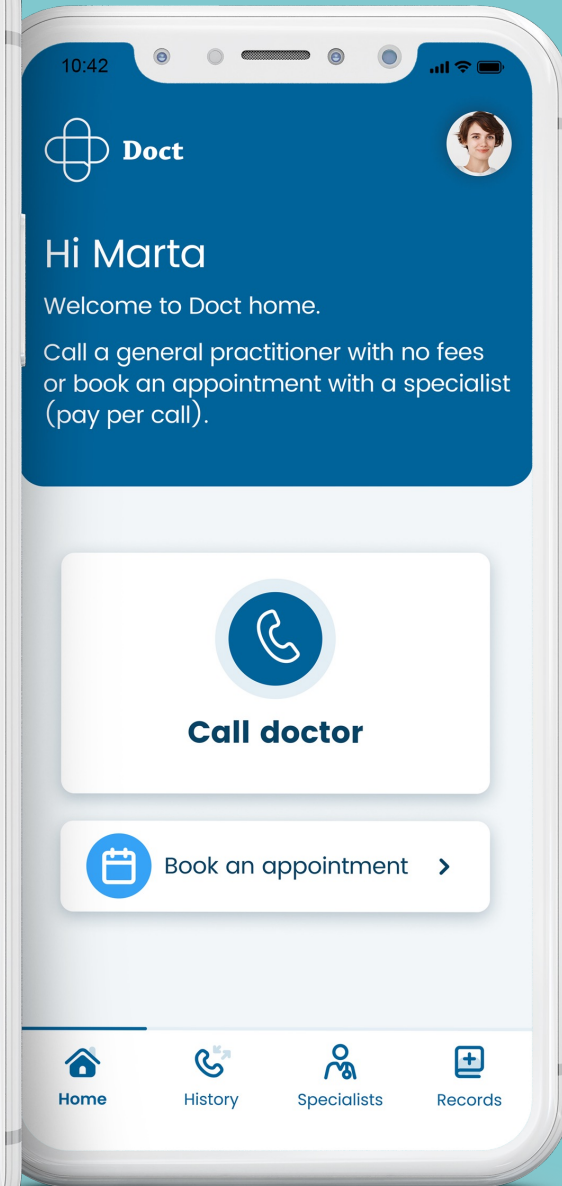 10:42
Doct
Hi Marta
Welcome to Doct home.
Call a general practitioner with no fees
or book an appointment with a specialist
(pay per call).
Call doctor
Book an appointment
Home
History
Specialists
Records